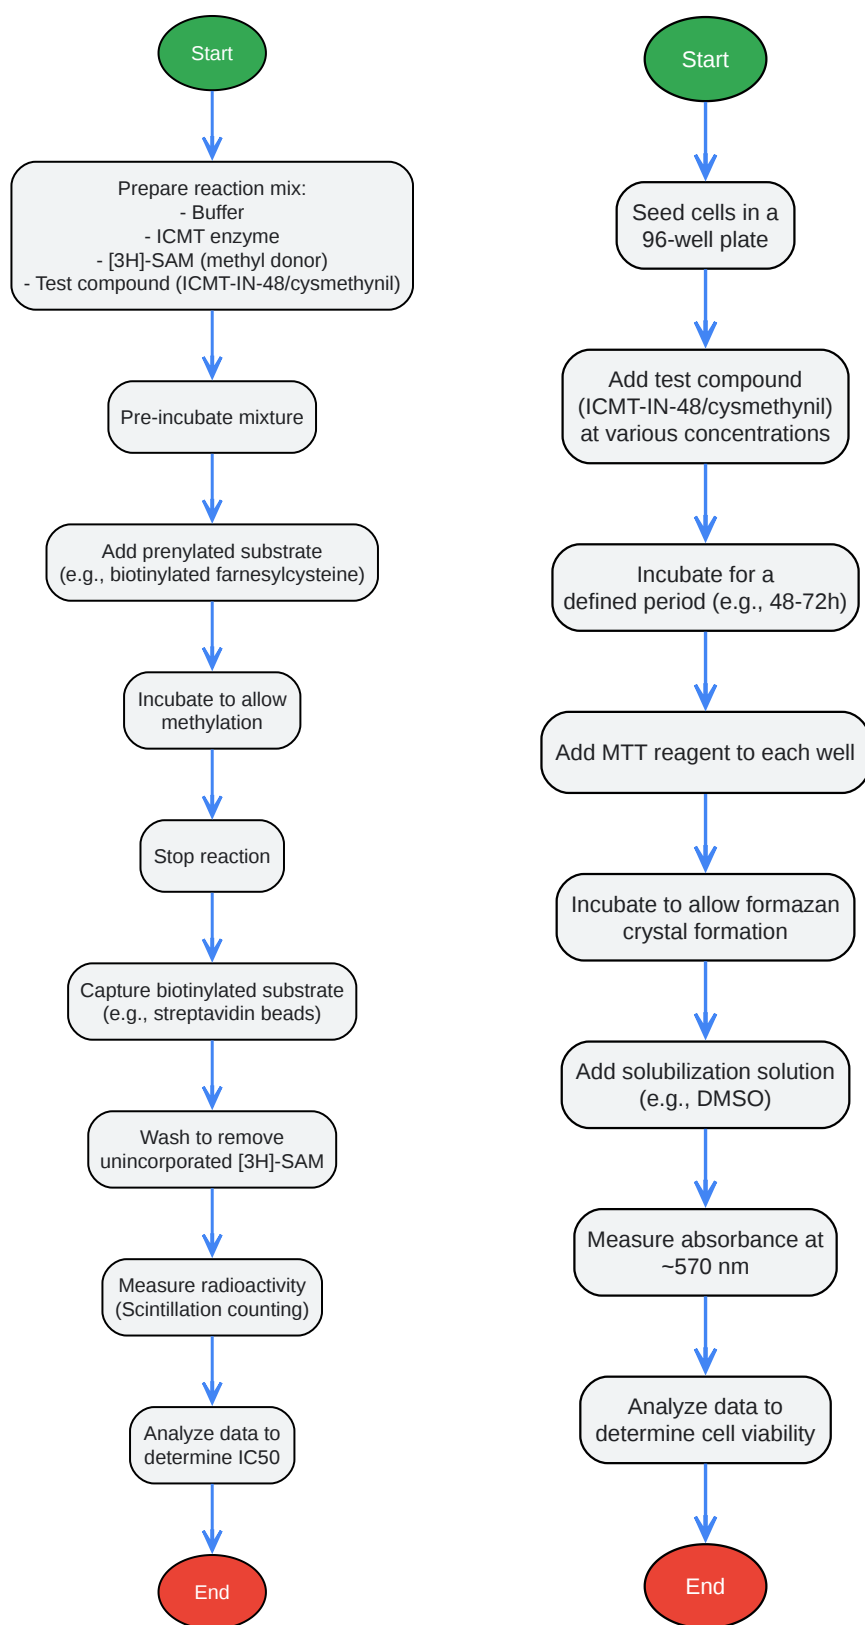 Start
Prepare reaction mix:
- Buffer
- ICMT enzyme
- [3H]-SAM (methyl donor)
- Test compound (ICMT-IN-48/cysmethynil)
Pre-incubate mixture
Add prenylated substrate
(e.g., biotinylated farnesylcysteine)
Incubate to allow
methylation
Stop reaction
Capture biotinylated substrate
(e.g., streptavidin beads)
Wash to remove
unincorporated [3H]-SAM
Measure radioactivity
(Scintillation counting)
Analyze data to
determine IC50
End
Start
Seed cells in a
96-well plate
Add test compound
(ICMT-IN-48/cysmethynil)
at various concentrations
Incubate for a
defined period (e.g., 48-72h)
Add MTT reagent to each well
Incubate to allow formazan
crystal formation
Add solubilization solution
(e.g., DMSO)
Measure absorbance at
~570 nm
Analyze data to
determine cell viability
End